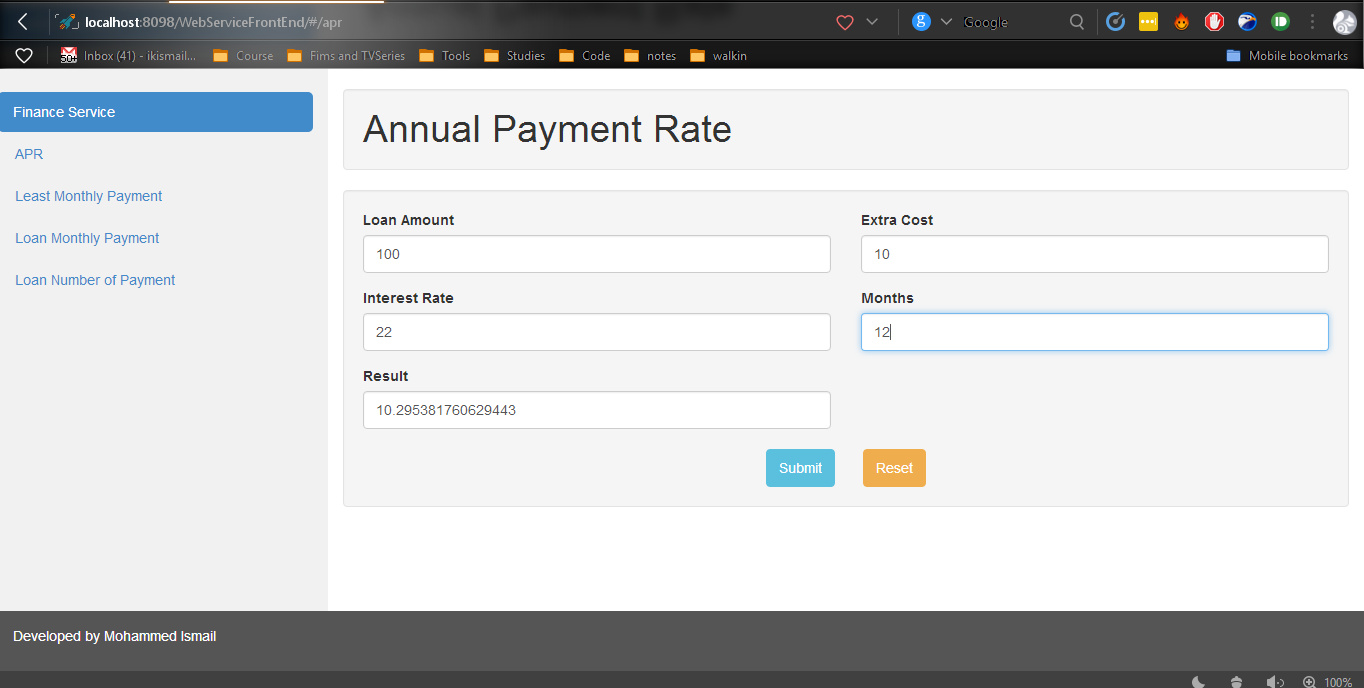 localhost:8098/WebServiceFrontEnd/#/apr
g
Google
50+
Inbox (41) - ikismail...
Course
Fims and TVSeries
Tools
Studies
Code
notes
walkin
Mobile bookmarks
Finance Service
APR
Least Monthly Payment
Loan Monthly Payment
Loan Number of Payment
Annual Payment Rate
Loan Amount
Extra Cost
100
10
Interest Rate
Months
22
12
Result
10.295381760629443
Submit
Reset
Developed by Mohammed Ismail
100%